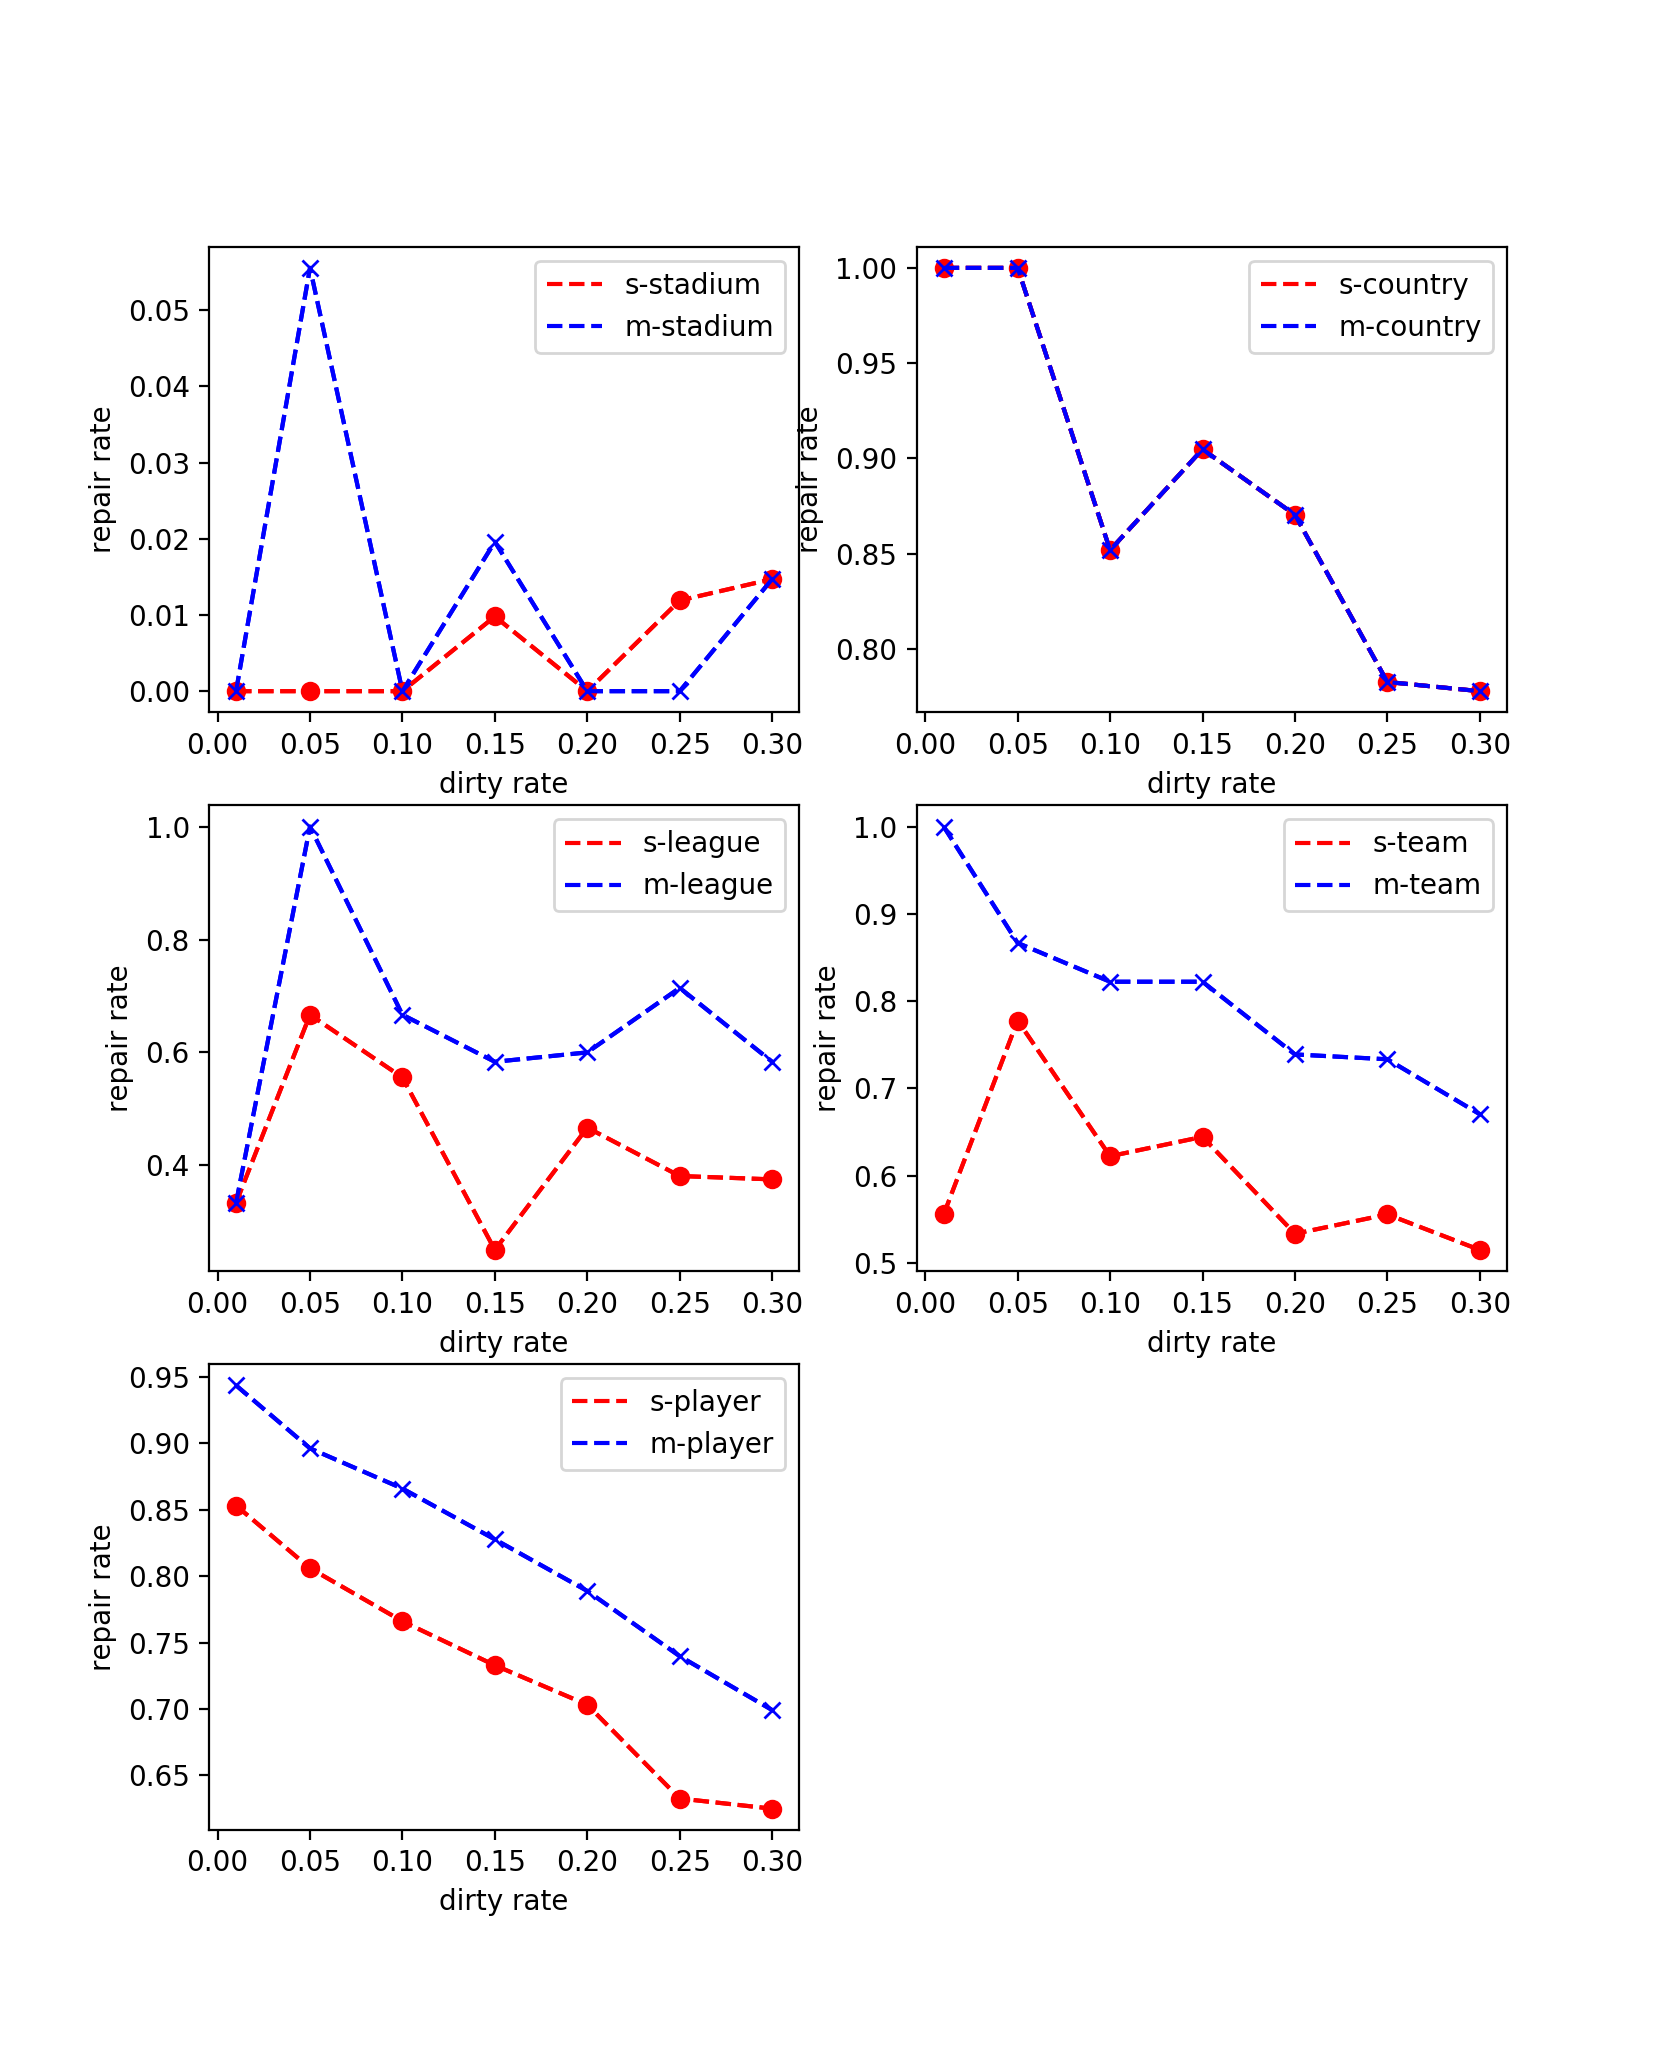 s-stadium
m-stadium
0.05
0.04
0.03
0.02
0.01
0.00
repair rate
0.00 0.05 0.10 0.15 0.20 0.25 0.30
dirty rate
s-country
m-country
1.00
0.95
0.90
0.85
0.80
repair rate
0.00 0.05 0.10 0.15 0.20 0.25 0.30
dirty rate
s-league
m-league
1.0
0.8
0.6
0.4
repair rate
0.00 0.05 0.10 0.15 0.20 0.25 0.30
dirty rate
s-team
m-team
1.0
0.9
0.8
0.7
0.6
0.5
repair rate
0.00 0.05 0.10 0.15 0.20 0.25 0.30
dirty rate
s-player
m-player
0.95
0.90
0.85
0.80
0.75
0.70
0.65
repair rate
0.00 0.05 0.10 0.15 0.20 0.25 0.30
dirty rate